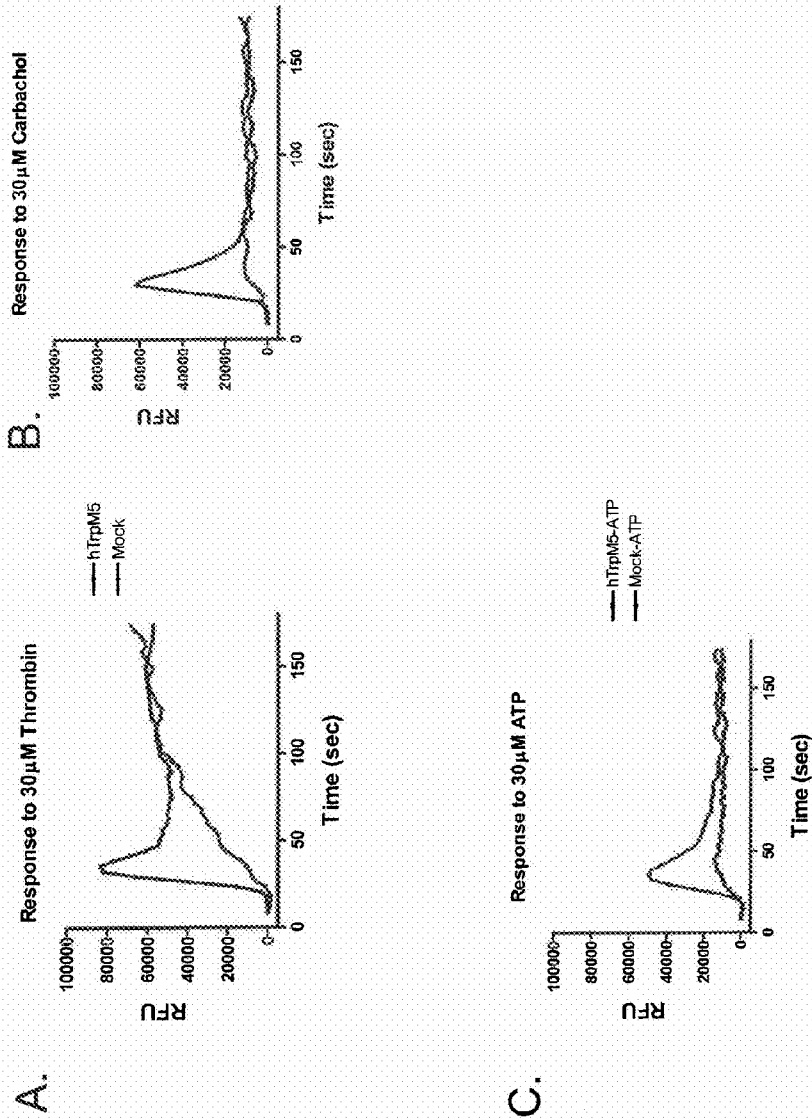 A.
Response to 30µM Thrombin
hTrpM5
Mock
RFU
100000
80000
60000
40000
20000
0
0
50
100
150
Time (sec)
B.
Response to 30µM Carbachol
RFU
100000
80000
60000
40000
20000
0
0
50
100
150
Time (sec)
C.
Response to 30µM ATP
hTrpM5-ATP
Mock-ATP
RFU
100000
80000
60000
40000
20000
0
0
50
100
150
Time (sec)